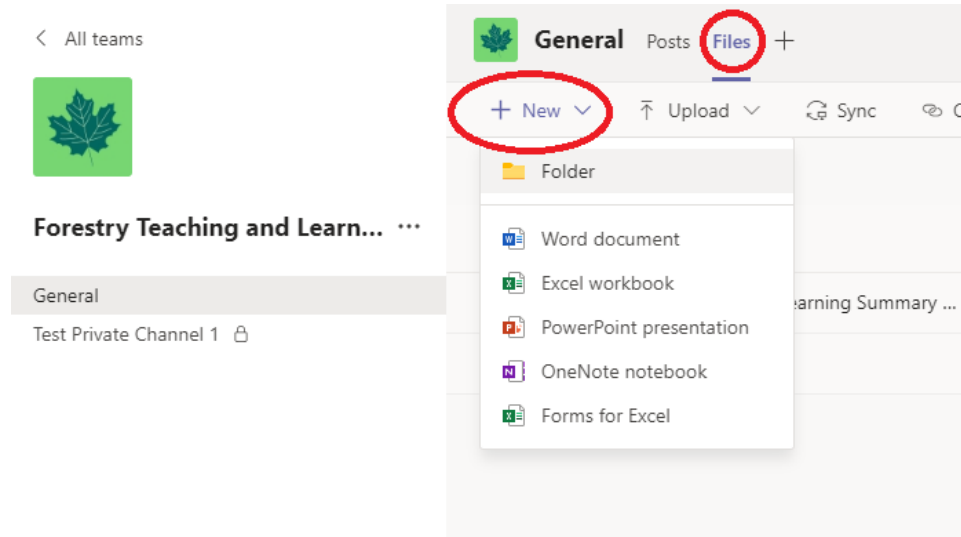 All teams
Forestry Teaching and Learn... ...
General
Test Private Channel 1
General Posts Files
New Upload Sync
Folder
Word document
Excel workbook
PowerPoint presentation
OneNote notebook
Forms for Excel
Summary ...